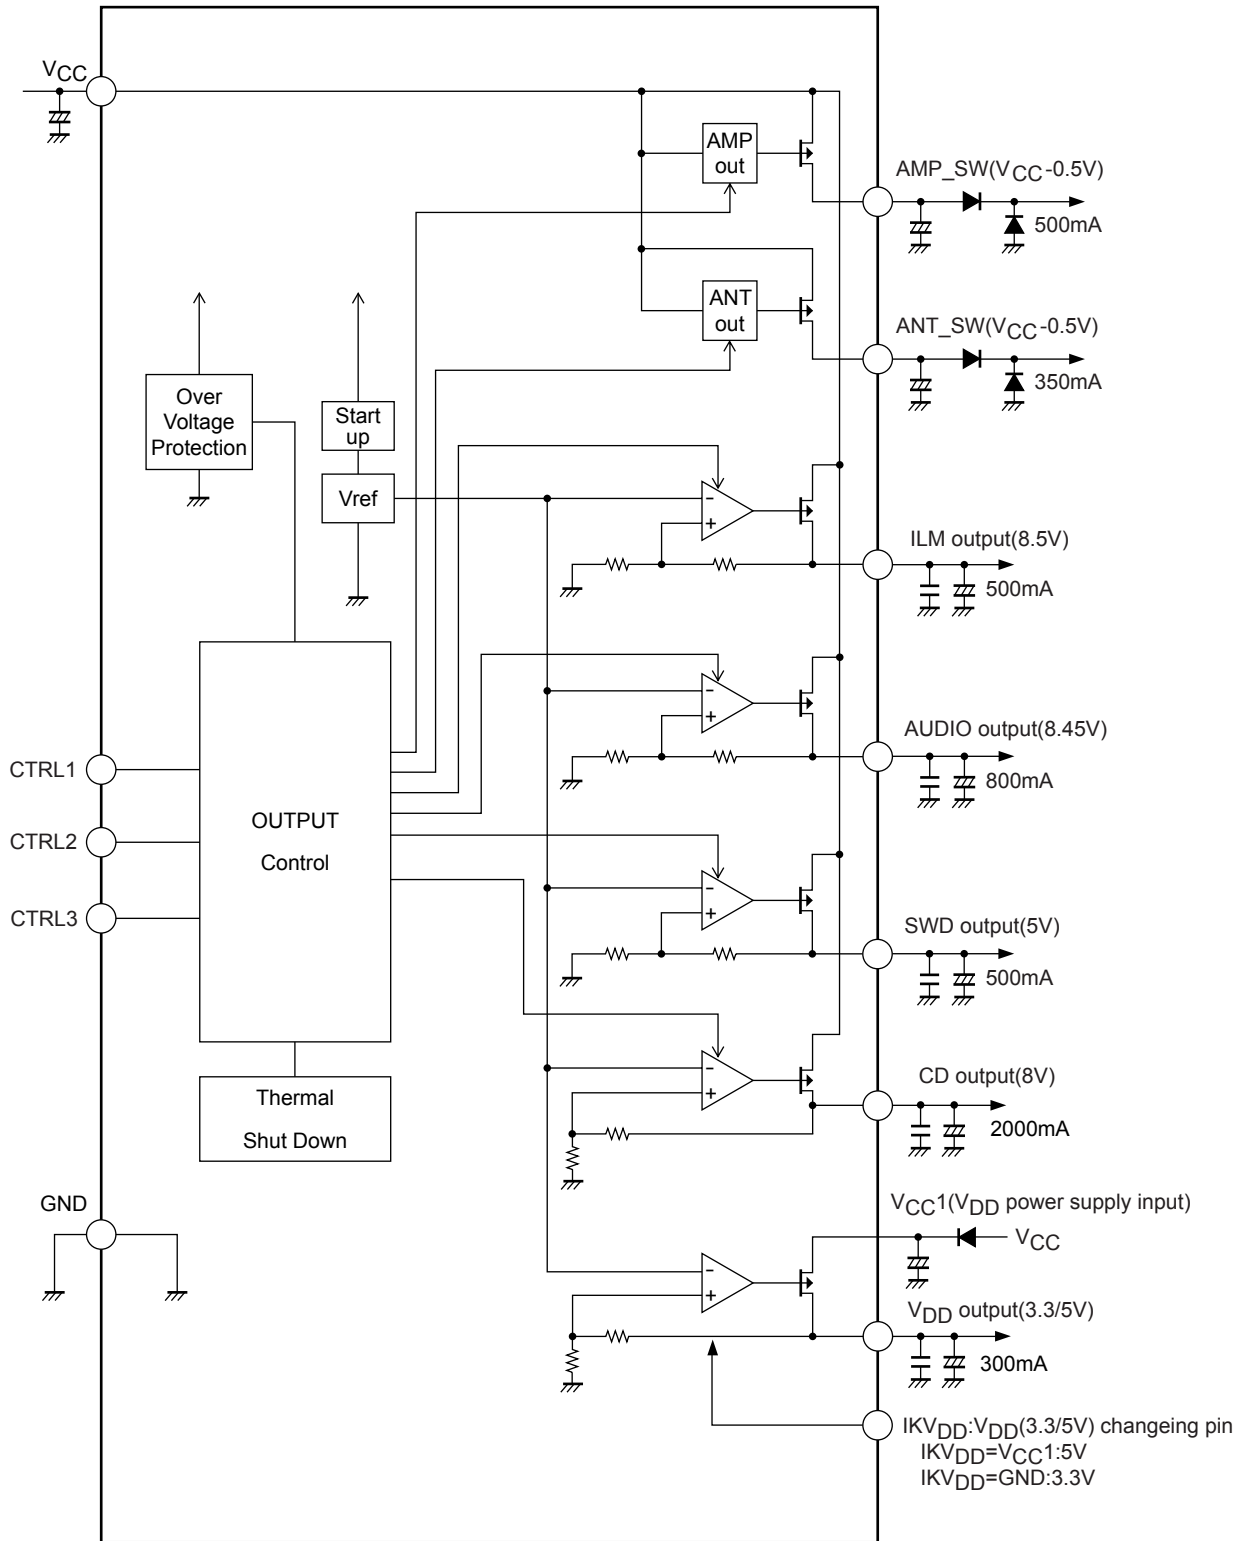 VCC
AMP
out
AMP_SW(VCC-0.5V)
500mA
ANT
out
ANT_SW(VCC-0.5V)
350mA
Over
Voltage
Protection
Start
up
Vref
-
+
ILM output(8.5V)
500mA
-
+
AUDIO output(8.45V)
800mA
CTRL1
CTRL2
CTRL3
OUTPUT
Control
-
+
SWD output(5V)
500mA
Thermal
Shut Down
-
+
CD output(8V)
2000mA
GND
VCC1(VDD power supply input)
VCC
-
+
VDD output(3.3/5V)
300mA
IKVDD:VDD(3.3/5V) changeing pin
IKVDD=VCC1:5V
IKVDD=GND:3.3V